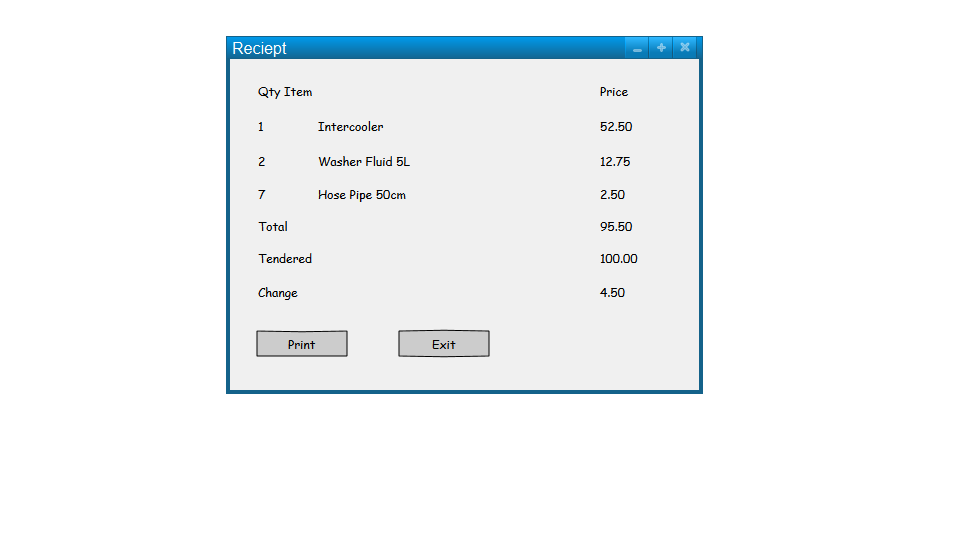 Reciept
Qty Item Price
1 Intercooler 52.50
2 Washer Fluid 5L 12.75
7 Hose Pipe 50cm 2.50
Total 95.50
Tendered 100.00
Change 4.50
Print Exit